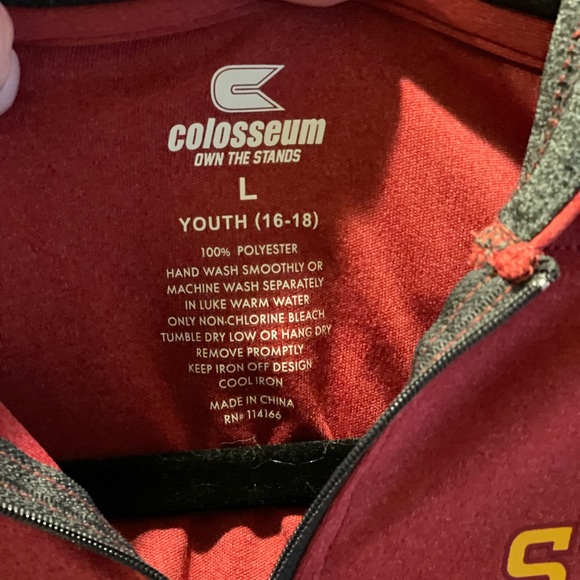 colosseum
OWN THE STANDS
L
YOUTH (16-18)
100% POLYESTER
HAND WASH SMOOTHLY OR
MACHINE WASH SEPARATELY
IN LUKE WARM WATER
ONLY NON-CHLORINE BLEACH
TUMBLE DRY LOW OR HANG DRY
REMOVE PROMPTLY
KEEP IRON OFF DESIGN
COOL IRON
MADE IN CHINA
RN# 114166
S